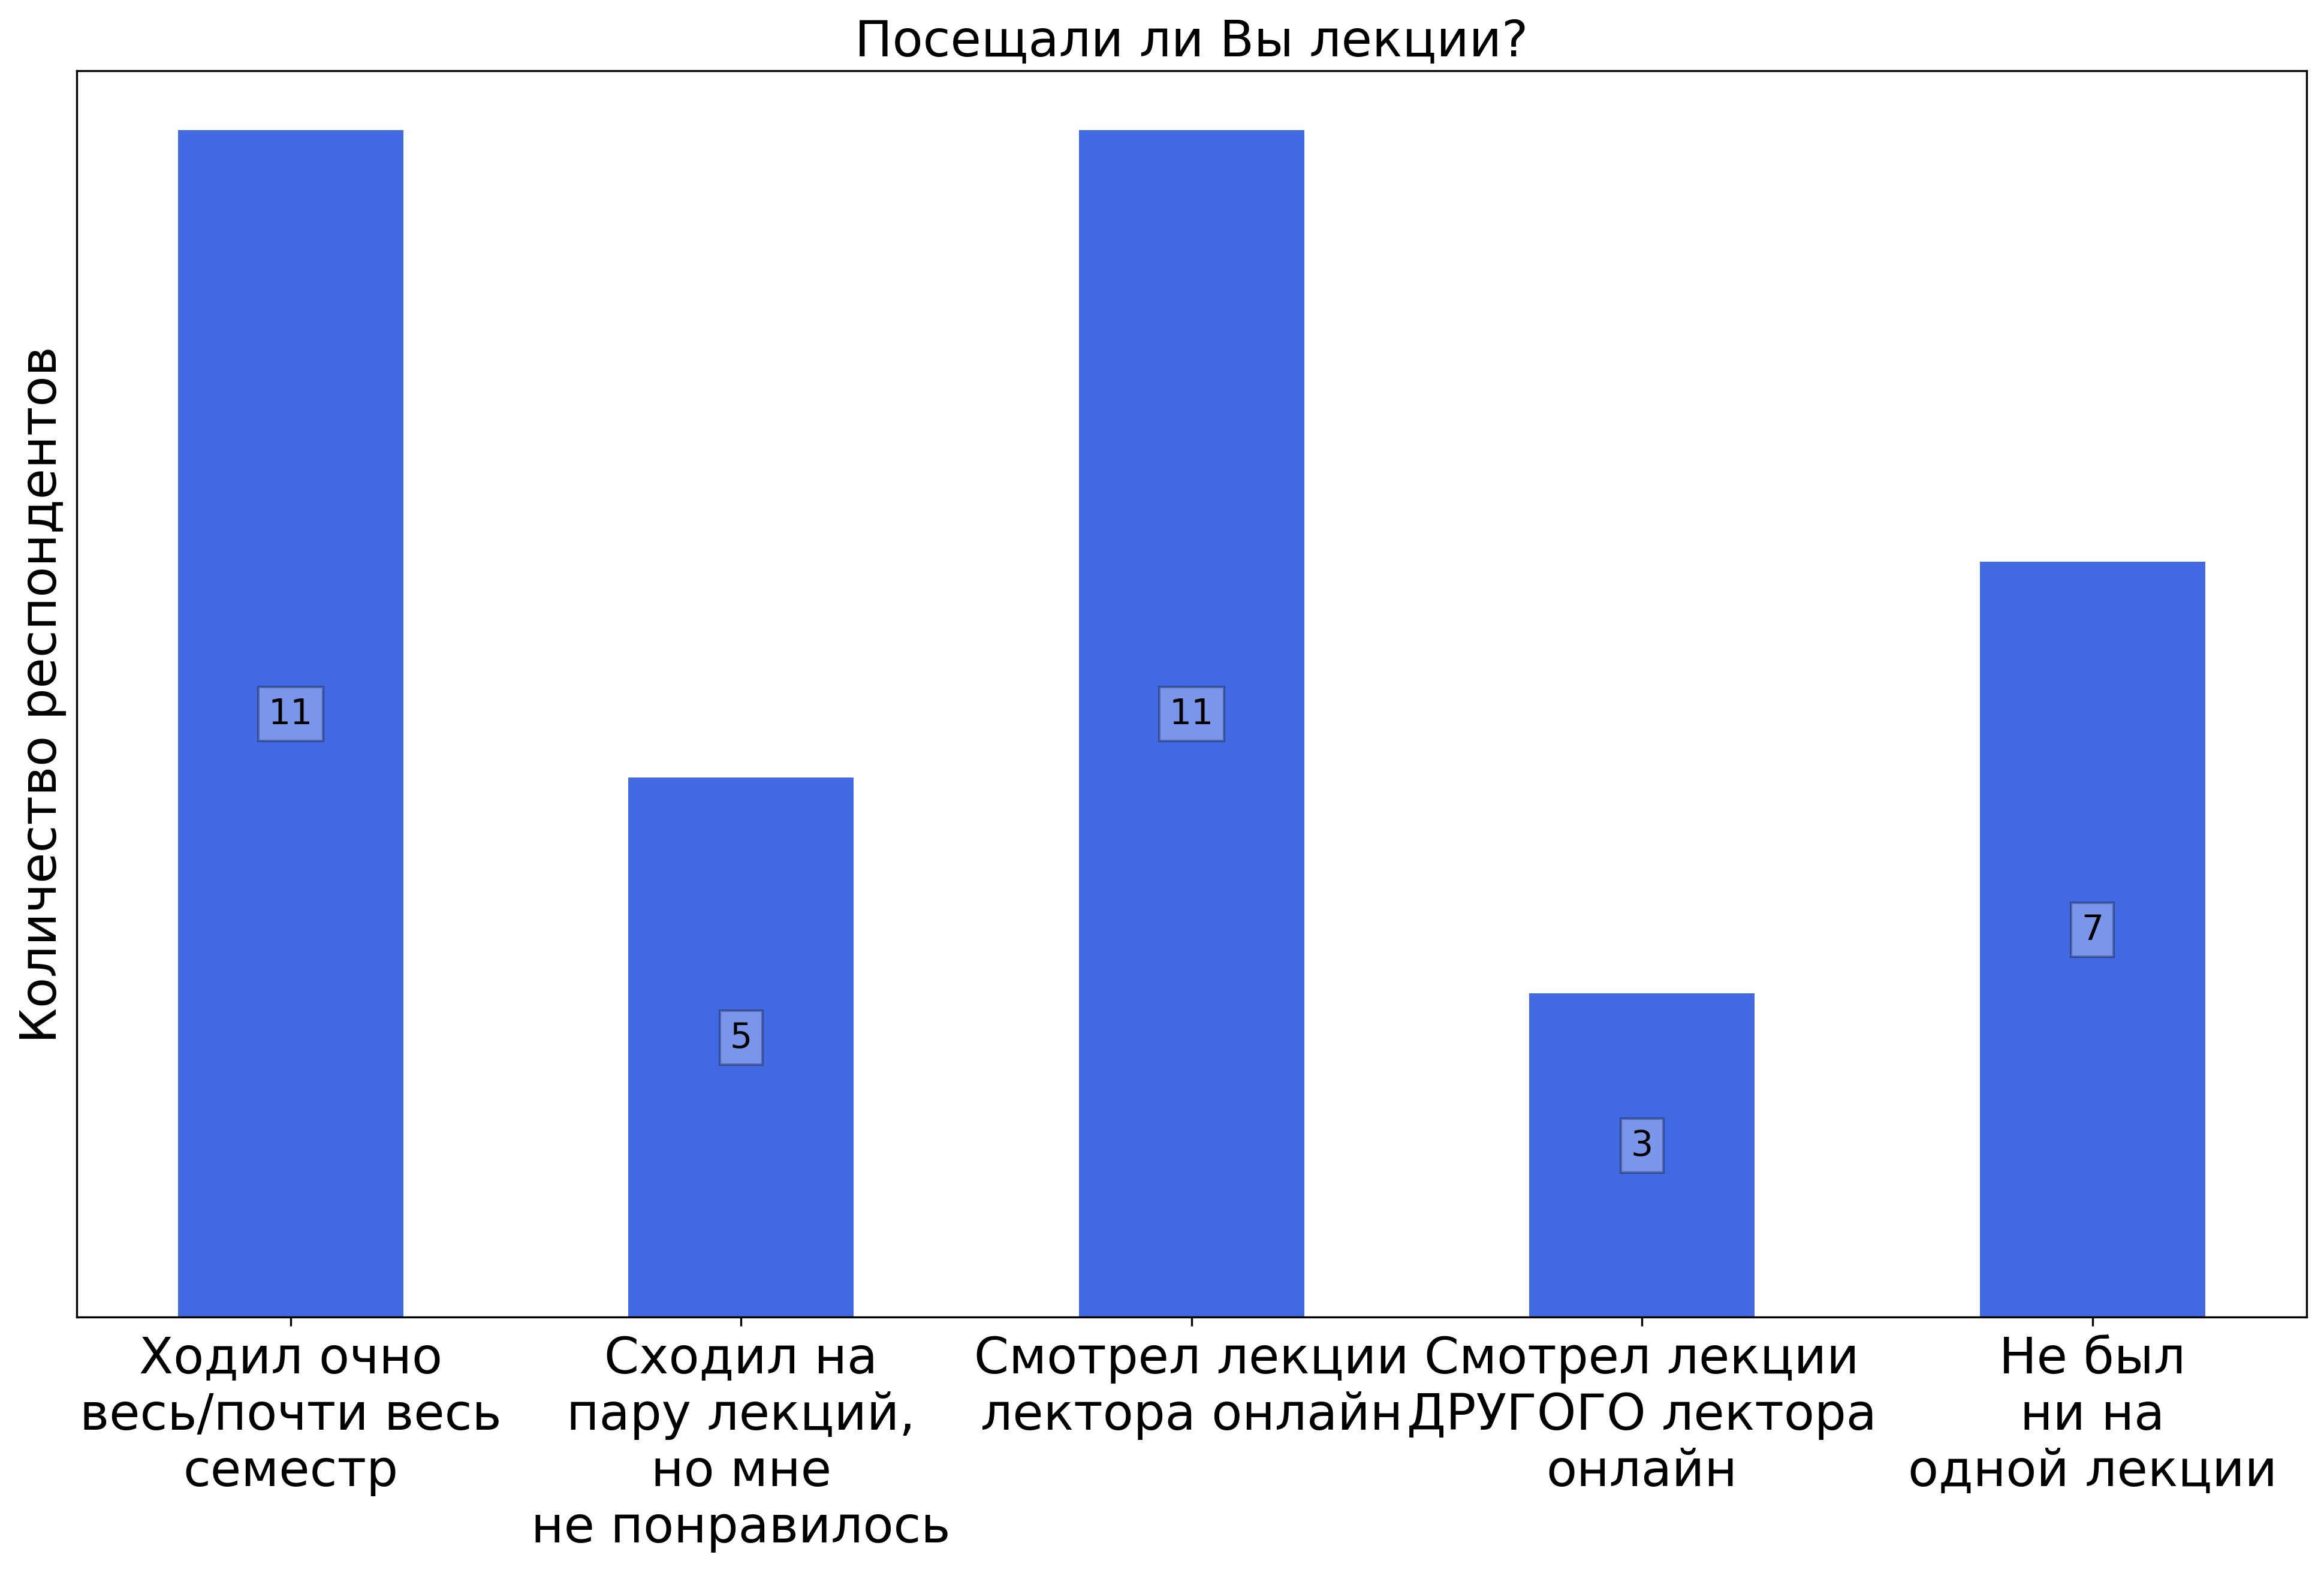 Посещали ли Вы лекции?
Количество респондентов
11
5
11
3
7
Ходил очно
весь/почти весь
семестр
Сходил на
пару лекций,
но мне
не понравилось
Смотрел лекции
лектора онлайн
Смотрел лекции
ДРУГОГО лектора
онлайн
Не был
ни на
одной лекции